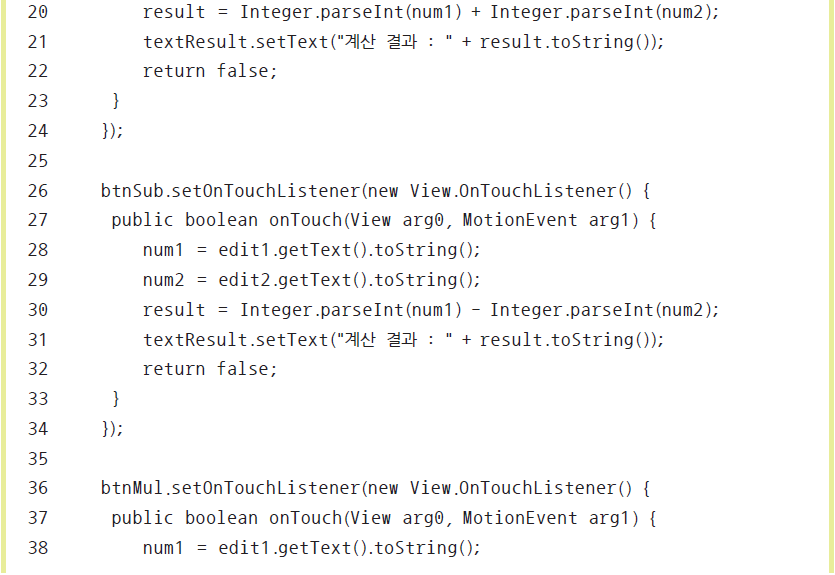 20 result = Integer.parseInt(num1) + Integer.parseInt(num2);
21 textResult.setText("계산 결과 : " + result.toString());
22 return false;
23 }
24 });
25
26 btnSub.setOnTouchListener(new View.OnTouchListener() {
27 public boolean onTouch(View arg0, MotionEvent arg1) {
28 num1 = edit1.getText().toString();
29 num2 = edit2.getText().toString();
30 result = Integer.parseInt(num1) - Integer.parseInt(num2);
31 textResult.setText("계산 결과 : " + result.toString());
32 return false;
33 }
34 });
35
36 btnMul.setOnTouchListener(new View.OnTouchListener() {
37 public boolean onTouch(View arg0, MotionEvent arg1) {
38 num1 = edit1.getText().toString();